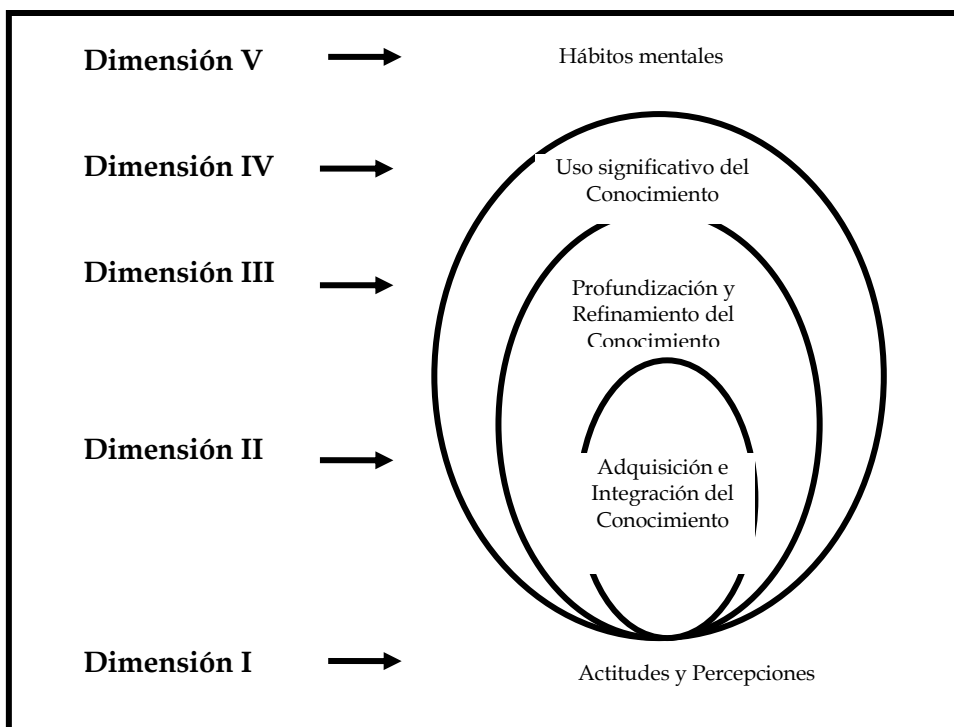 Dimensión V
Hábitos mentales
Dimensión IV
Uso significativo del
Conocimiento
Dimensión III
Profundización y
Refinamiento del
Conocimiento
Dimensión II
Adquisición e
Integración del
Conocimiento
Dimensión I
Actitudes y Percepciones